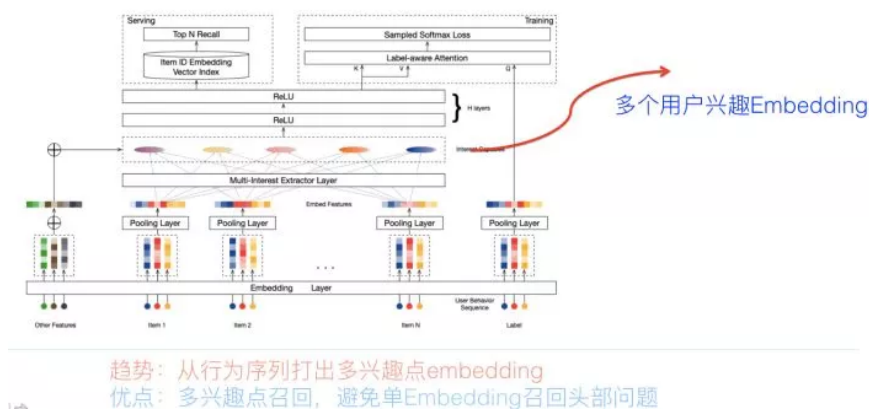 Serving
Training
Top N Recall
Sampled Softmax Loss
Item ID Embedding
Vector Index
Label-aware Attention
K
V
Q
ReLU
ReLU
H layers
多个用户兴趣Embedding
Multi-Interest Extractor Layer
Embed Features
Pooling Layer
Pooling Layer
Pooling Layer
Pooling Layer
...
Embedding Layer
User Behavior
Sequence
Other Features
Item 1
Item 2
Item N
Label
趋势：从行为序列打出多兴趣点embedding
优点：多兴趣点召回，避免单Embedding召回头部问题